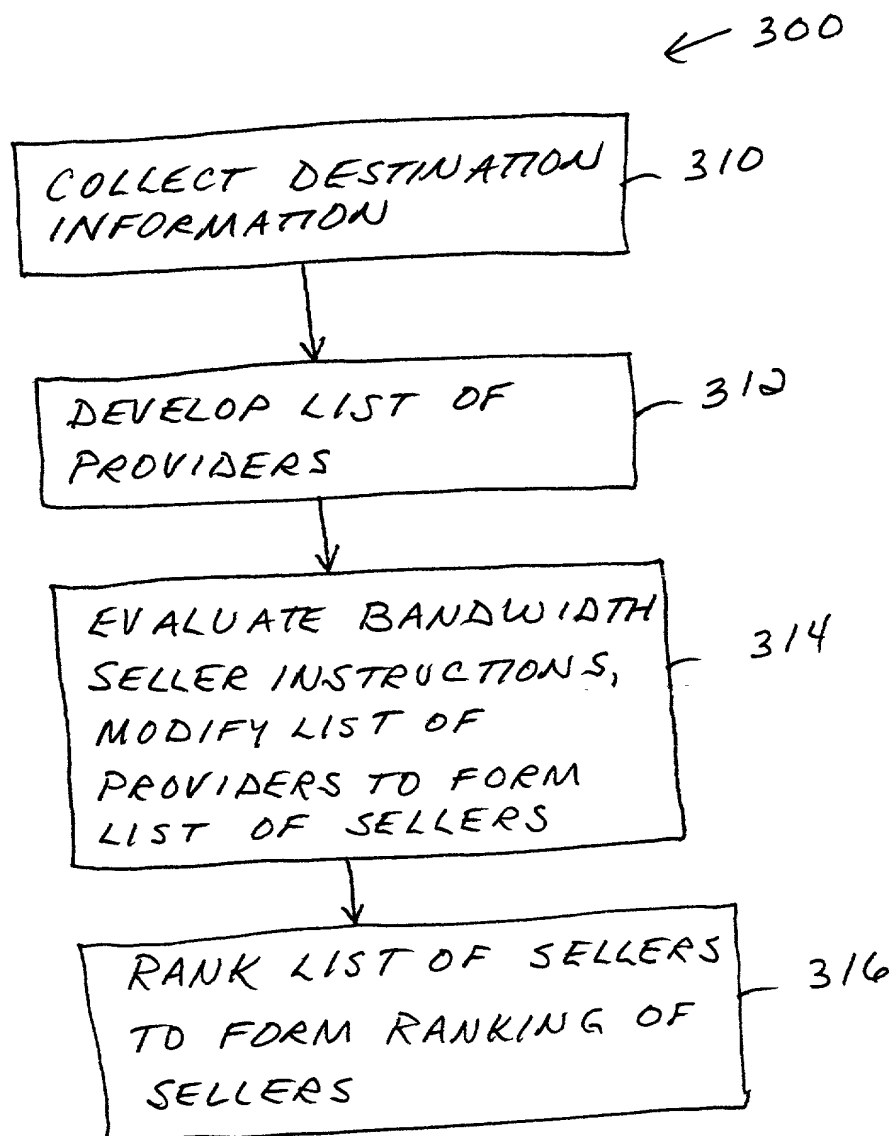 300
COLLECT DESTINATION
INFORMATION
310
DEVELOP LIST OF
PROVIDERS
312
EVALUATE BANDWIDTH
SELLER INSTRUCTIONS,
MODIFY LIST OF
PROVIDERS TO FORM
LIST OF SELLERS
314
RANK LIST OF SELLERS
TO FORM RANKING OF
SELLERS
316